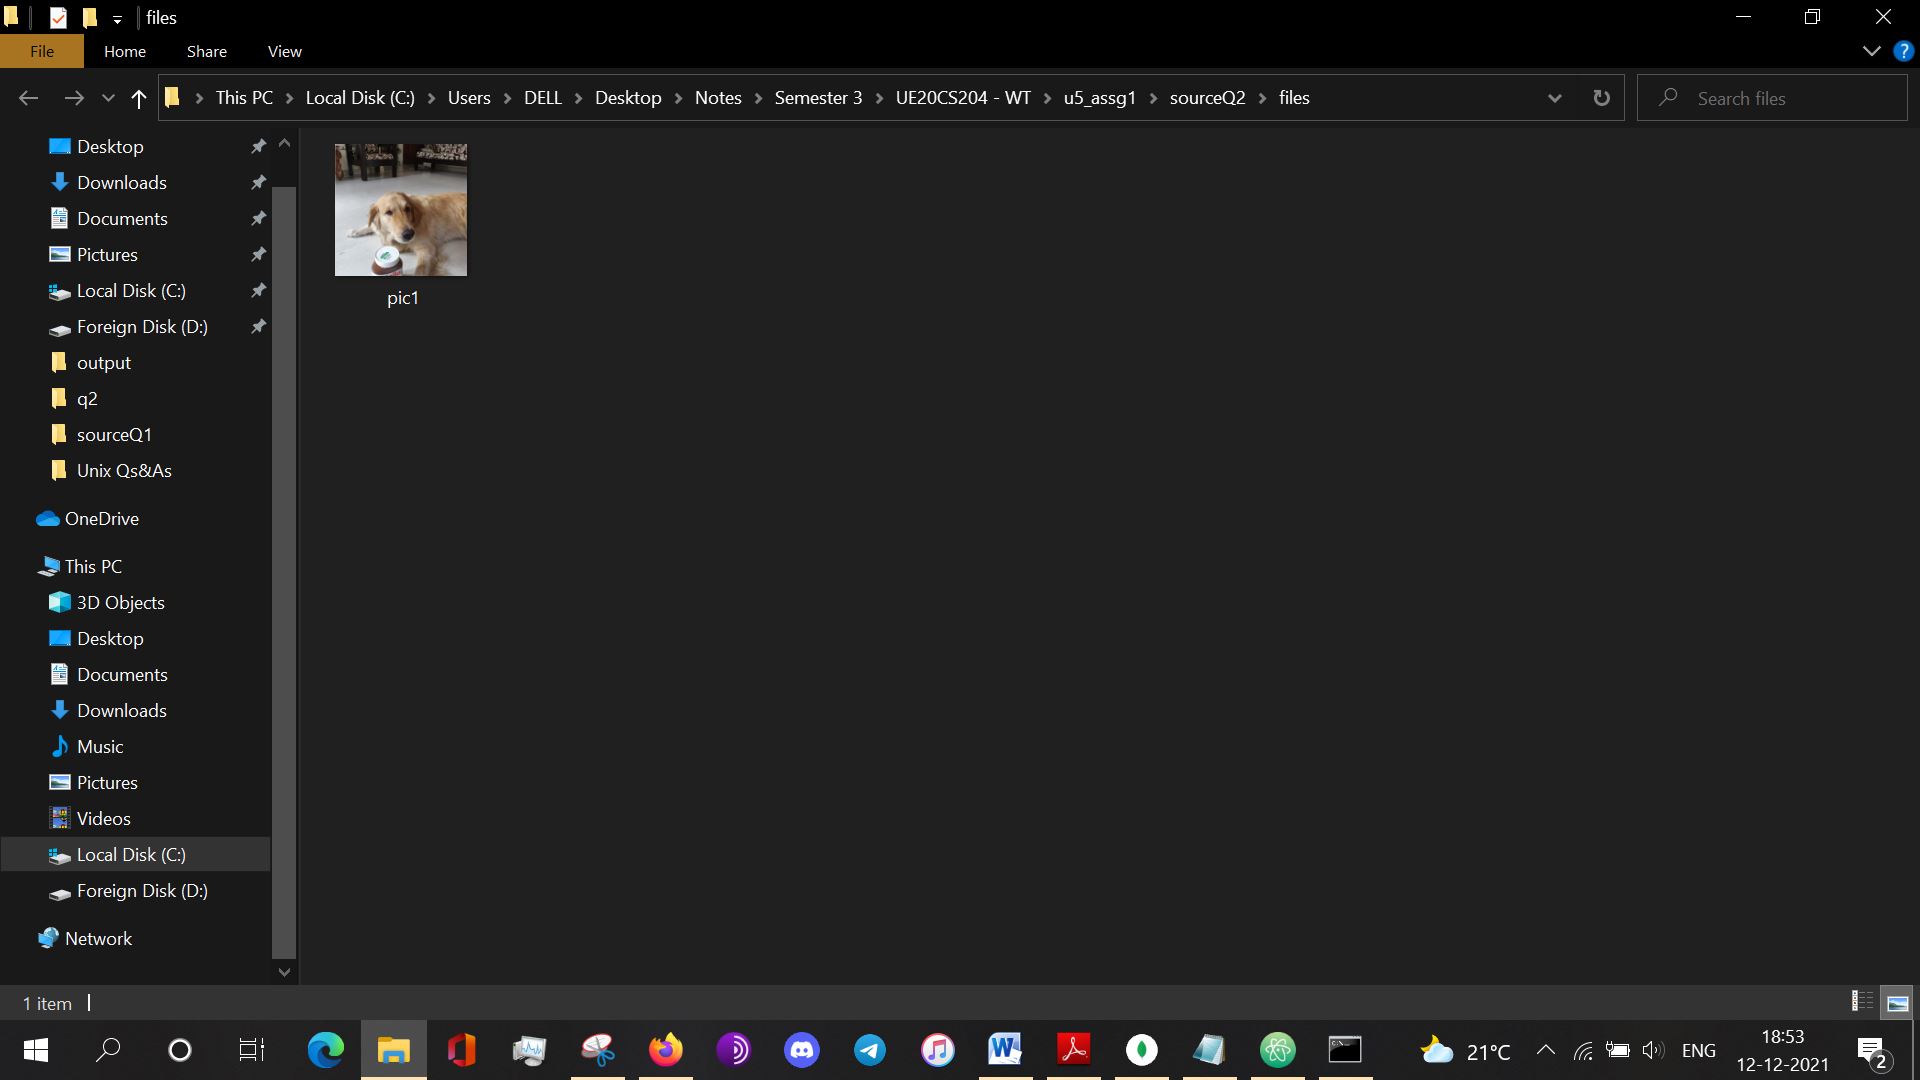 files
File Home Share View
This PC Local Disk (C:) Users DELL Desktop Notes Semester 3 UE20CS204 - WT u5_assg1 sourceQ2 files
Search files
Desktop
Downloads
Documents
Pictures
Local Disk (C:)
Foreign Disk (D:)
output
q2
sourceQ1
Unix Qs&As
OneDrive
This PC
3D Objects
Desktop
Documents
Downloads
Music
Pictures
Videos
Local Disk (C:)
Foreign Disk (D:)
Network
pic1
1 item
21°C ENG
18:53
12-12-2021
2